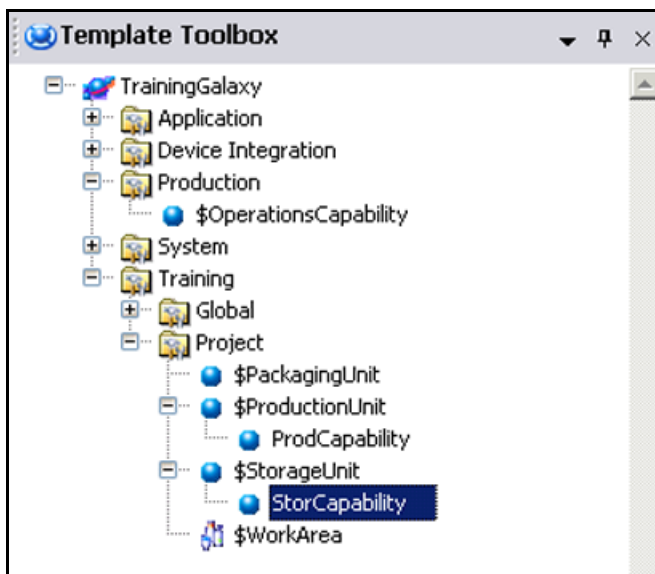 Template Toolbox
TrainingGalaxy
Application
Device Integration
Production
$OperationsCapability
System
Training
Global
Project
$PackagingUnit
$ProductionUnit
ProdCapability
$StorageUnit
StorCapability
$WorkArea